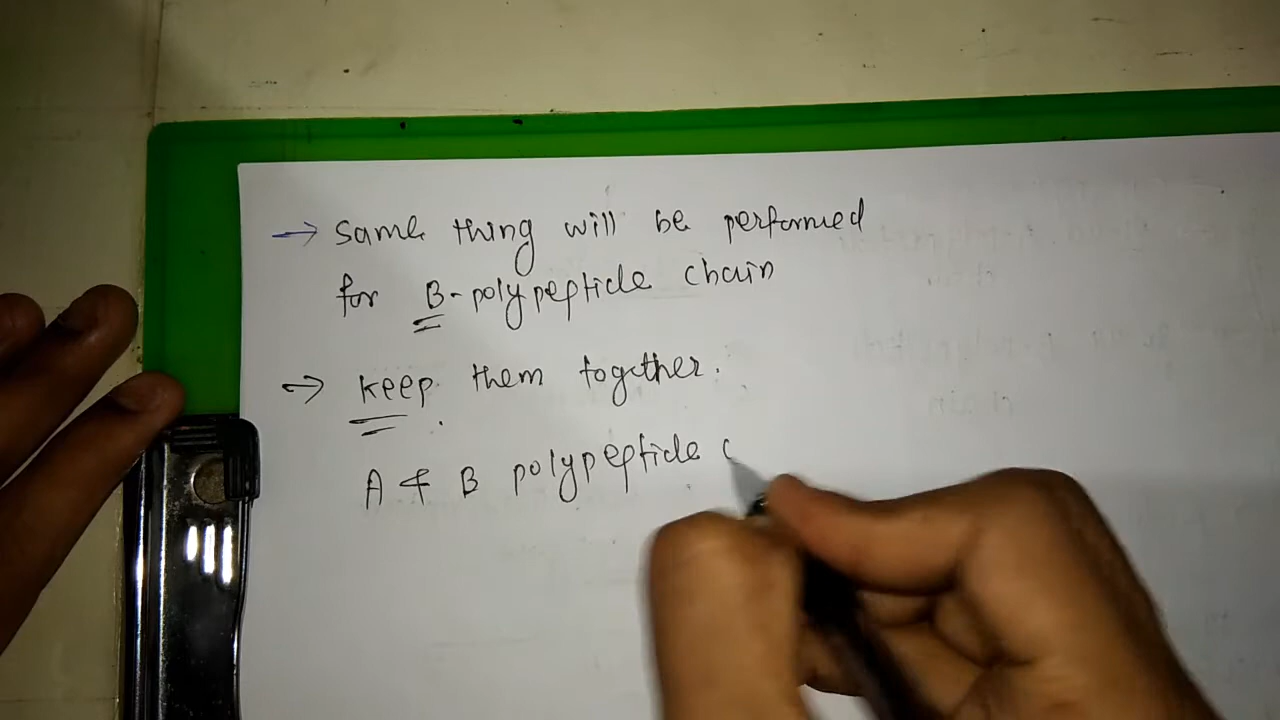 → Same thing will be performed
for B-polypeptide chain
→ Keep them together.
A & B polypeptide c